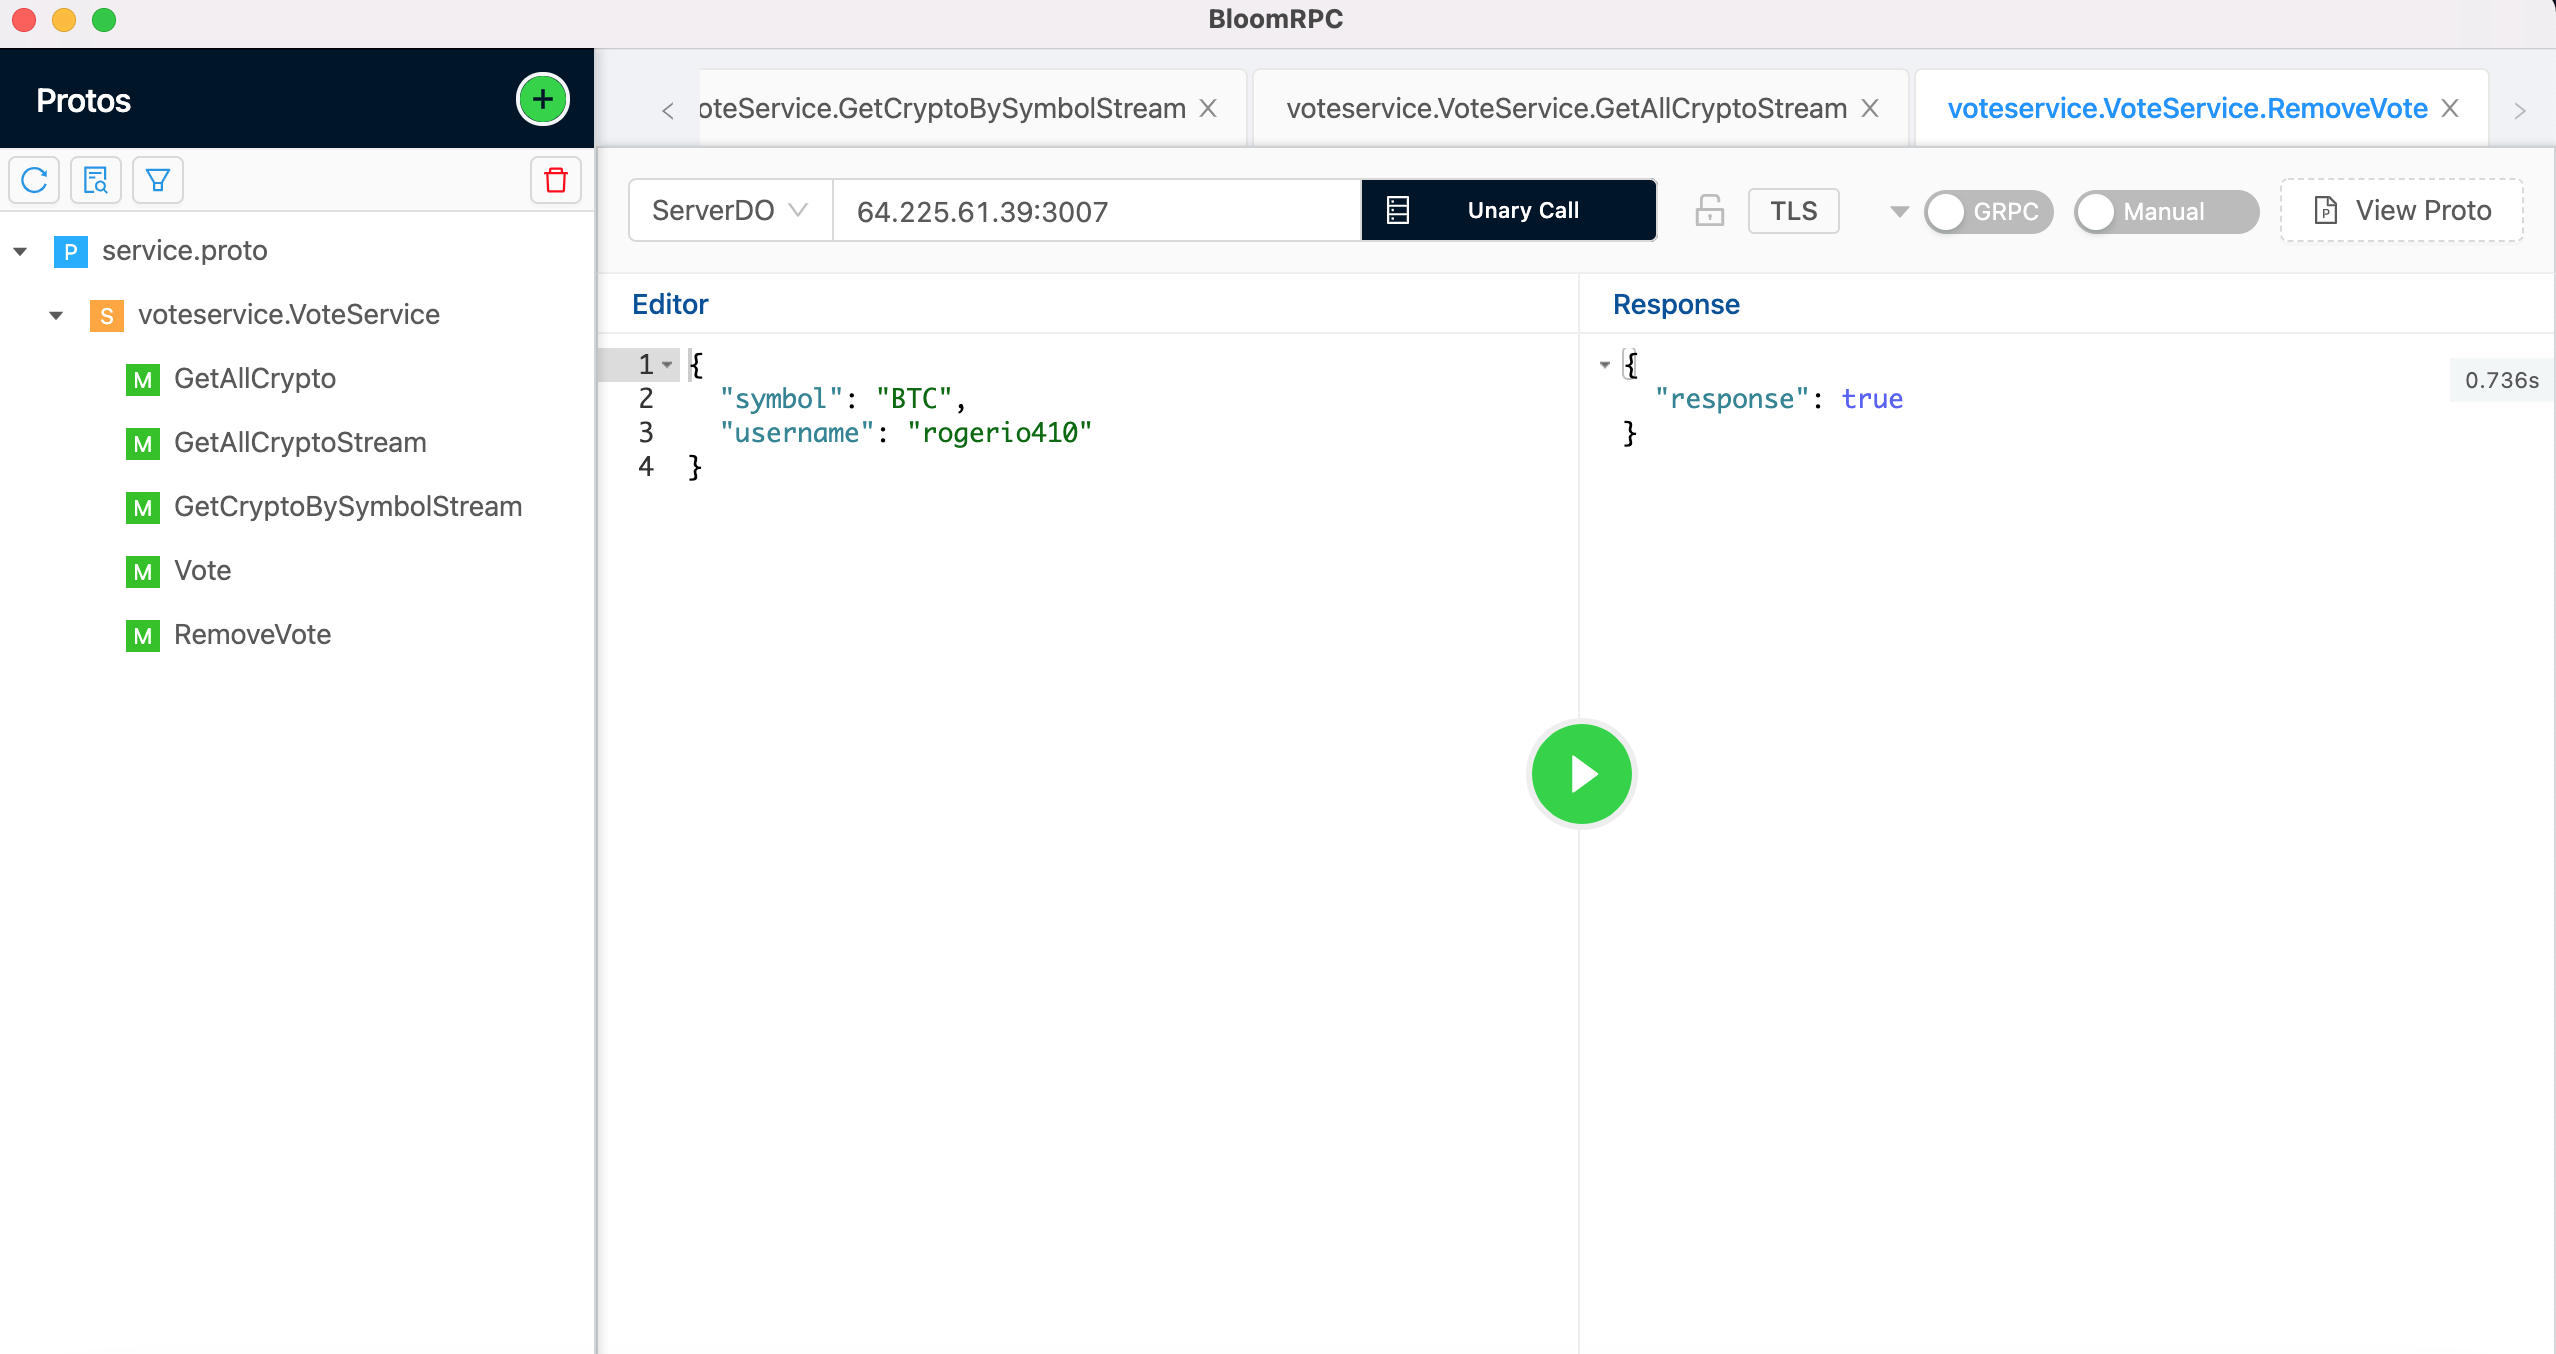 BloomRPC
Protos
oteService.GetCryptoBySymbolStream
voteservice.VoteService.GetAllCryptoStream
voteservice.VoteService.RemoveVote
ServerDO
64.225.61.39:3007
Unary Call
TLS
GRPC
Manual
View Proto
P service.proto
S voteservice.VoteService
M GetAllCrypto
M GetAllCryptoStream
M GetCryptoBySymbolStream
M Vote
M RemoveVote
Editor
1 {
2 "symbol": "BTC",
3 "username": "rogerio410"
4 }
Response
{
"response": true
}
0.736s